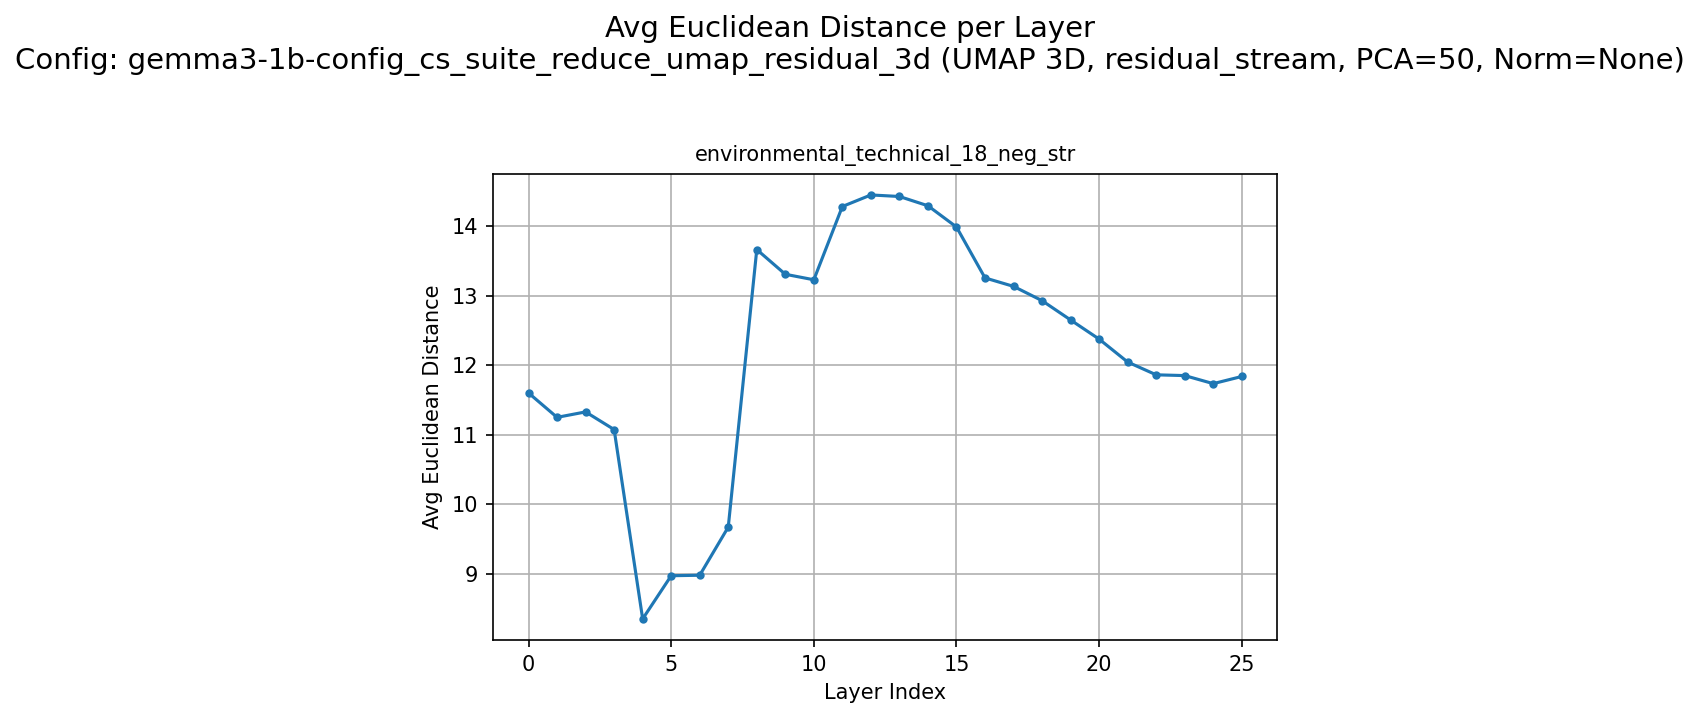 Avg Euclidean Distance per Layer
Config: gemma3-1b-config_cs_suite_reduce_umap_residual_3d (UMAP 3D, residual_stream, PCA=50, Norm=None)
environmental_technical_18_neg_str
Avg Euclidean Distance
14
13
12
11
10
9
0 5 10 15 20 25
Layer Index